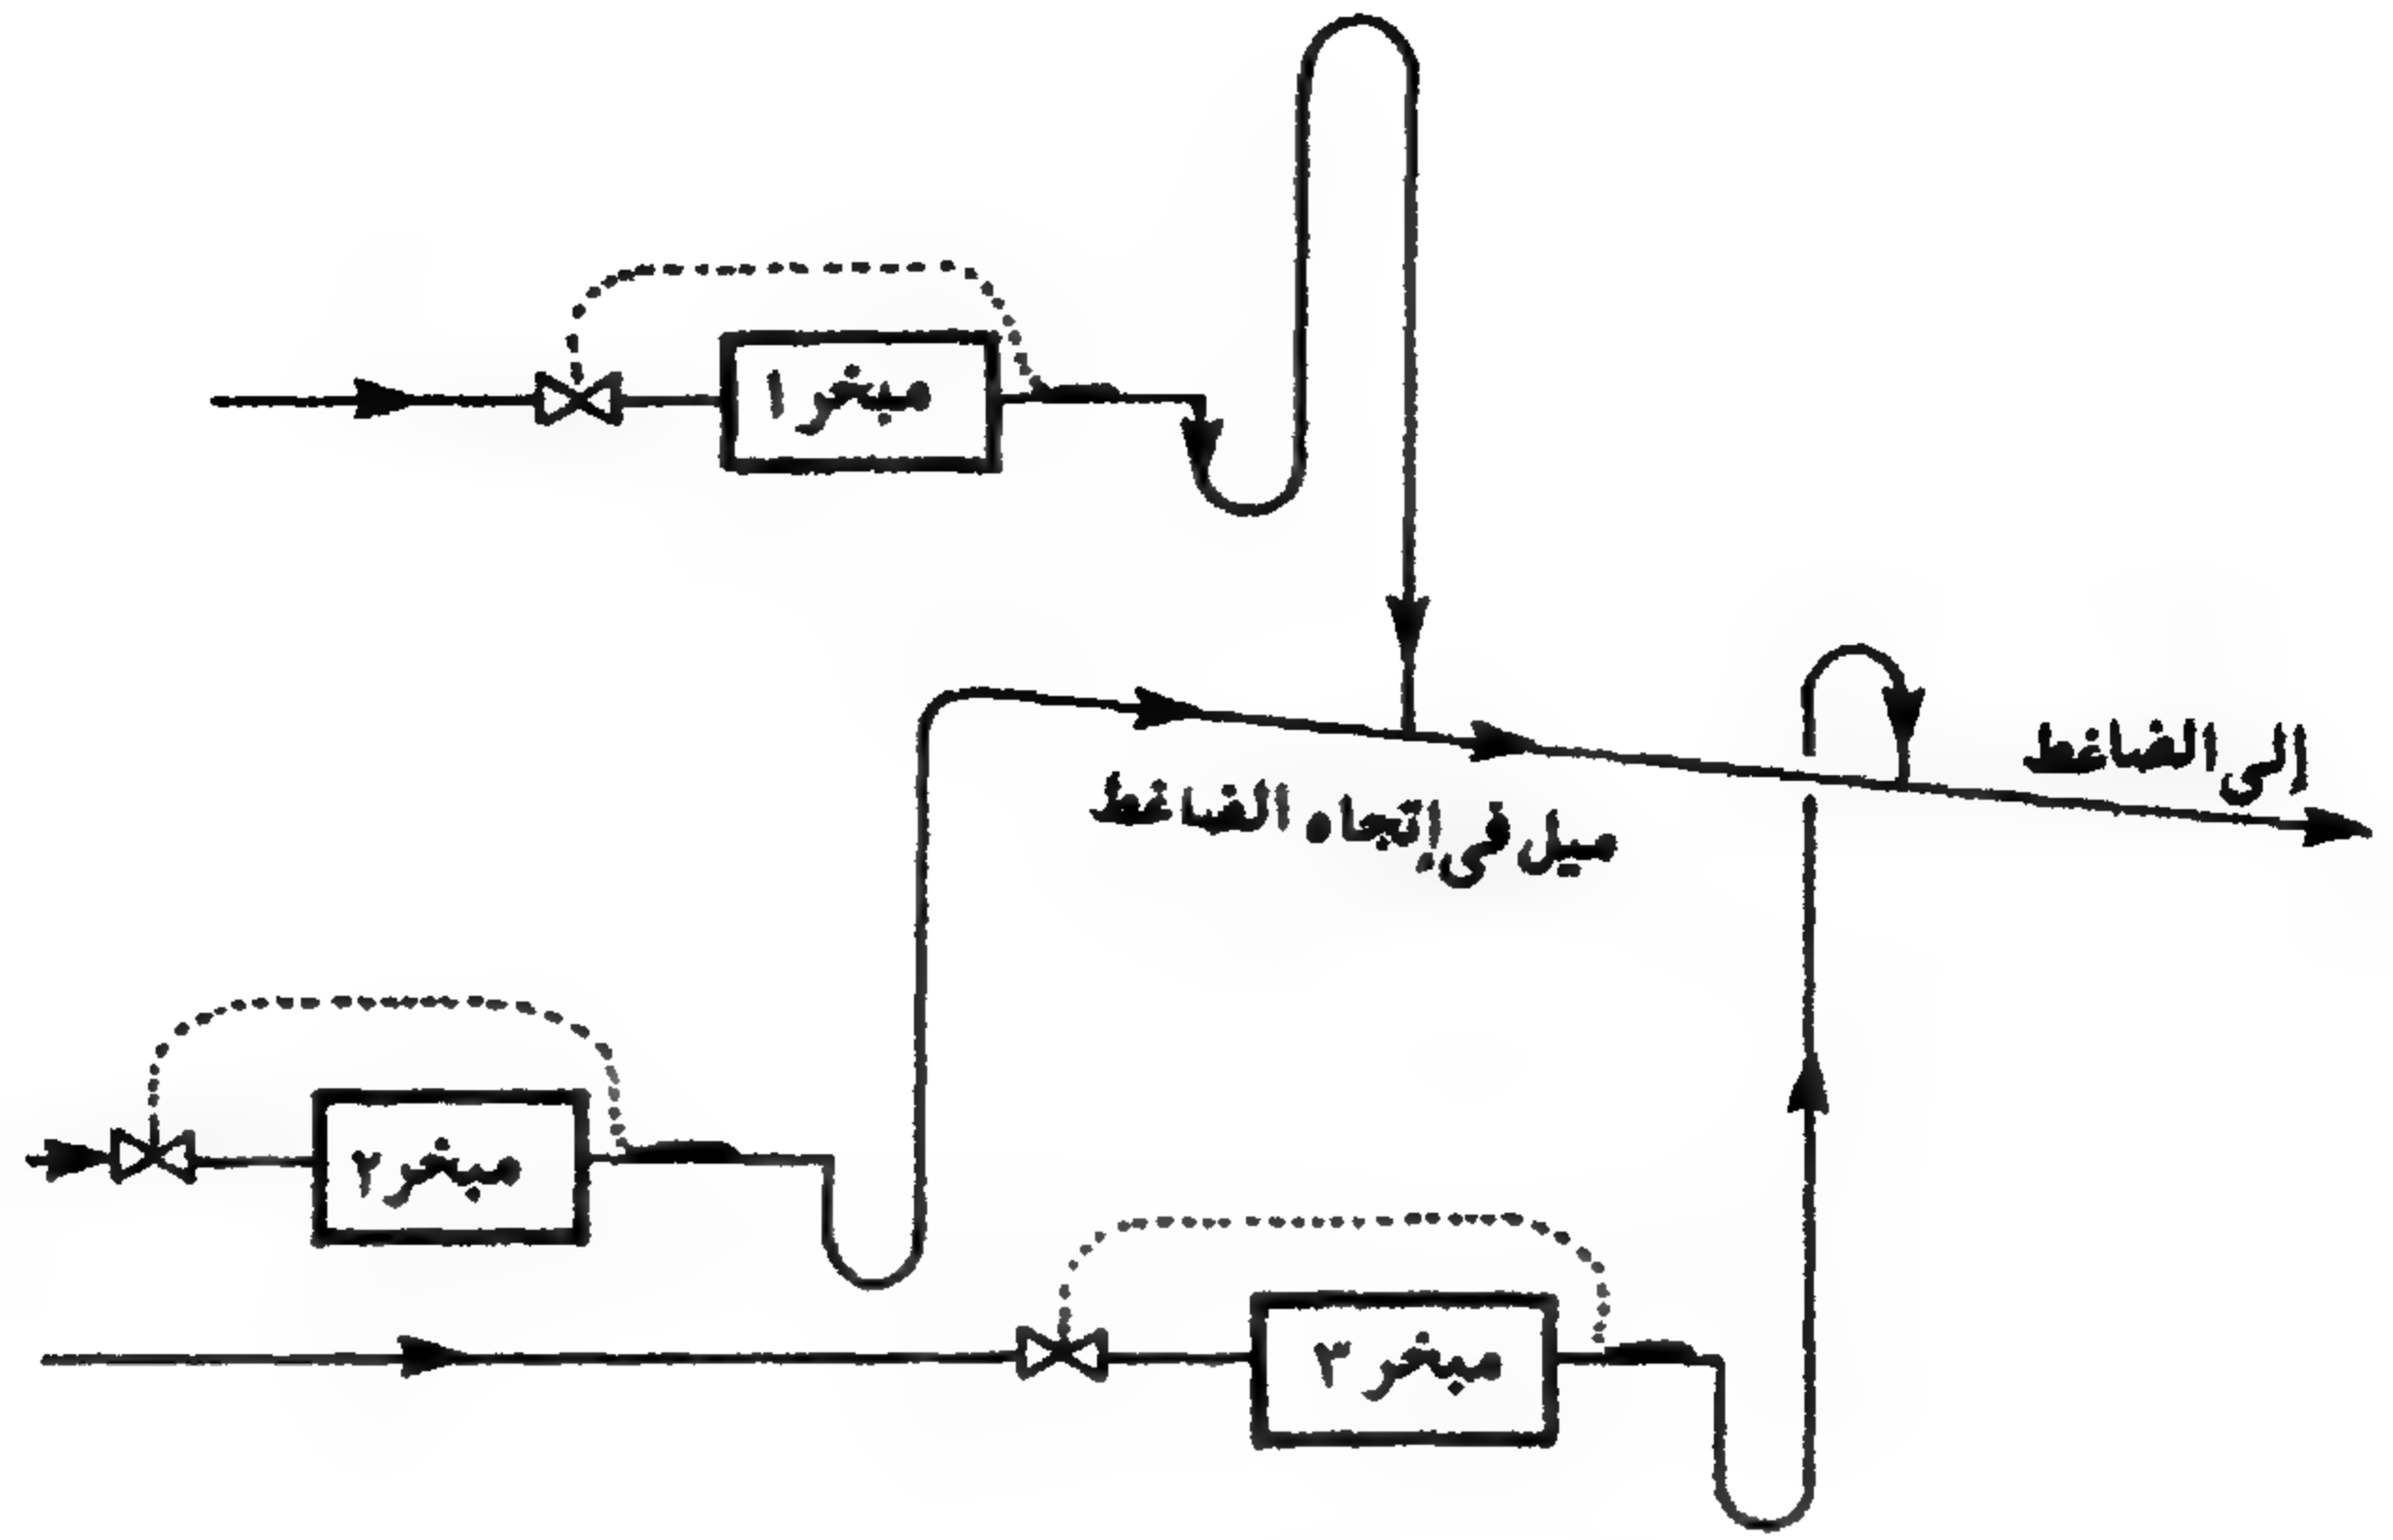 مبخر ١
إلى الضاغط
ميل في إتجاه الضاغط
مبخر ٢
مبخر ٣